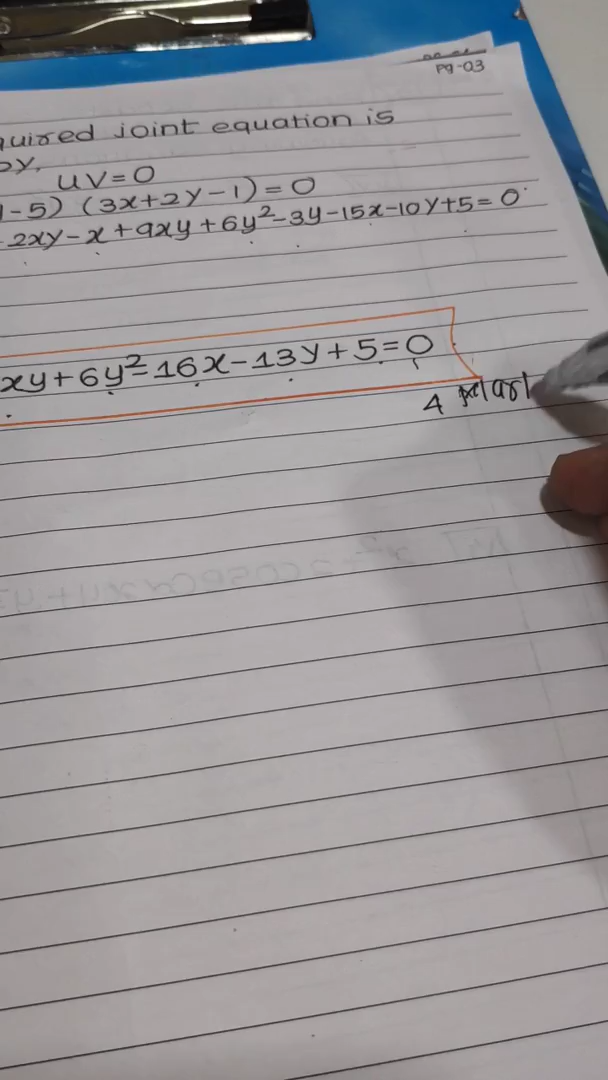 Pg-03
quired joint equation is
by,
UV=0
-5) (3x+2y-1)=0
2xy-x+9xy+6y²-3y-15x-10y+5=0
xy+6y²-16x-13y+5=0
4